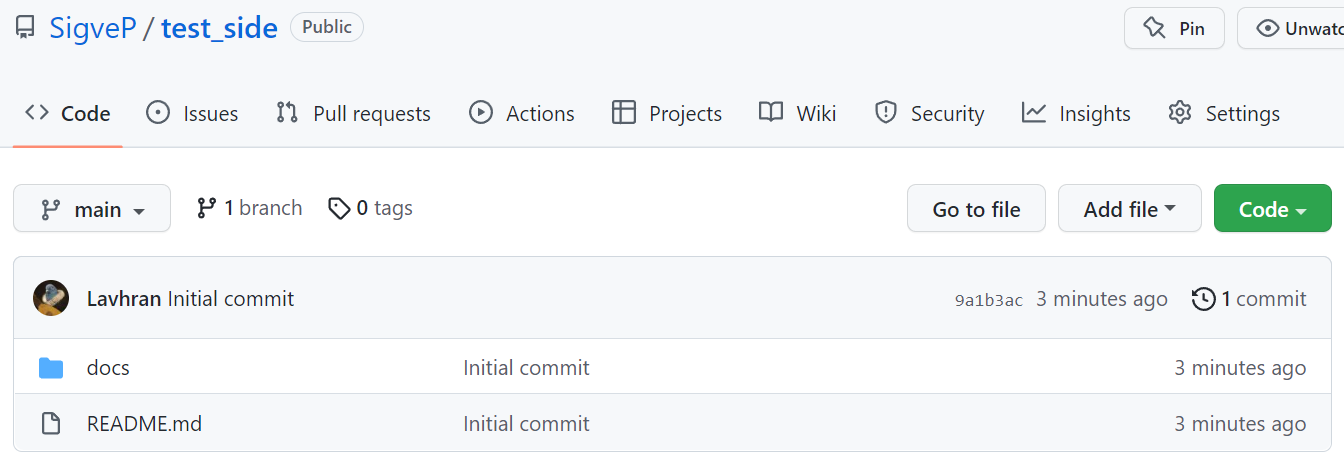 SigveP / test_side Public Pin Unwatc
Code Issues Pull requests Actions Projects Wiki Security Insights Settings
main 1 branch 0 tags Go to file Add file Code
Lavhran Initial commit 9a1b3ac 3 minutes ago 1 commit
docs Initial commit 3 minutes ago
README.md Initial commit 3 minutes ago